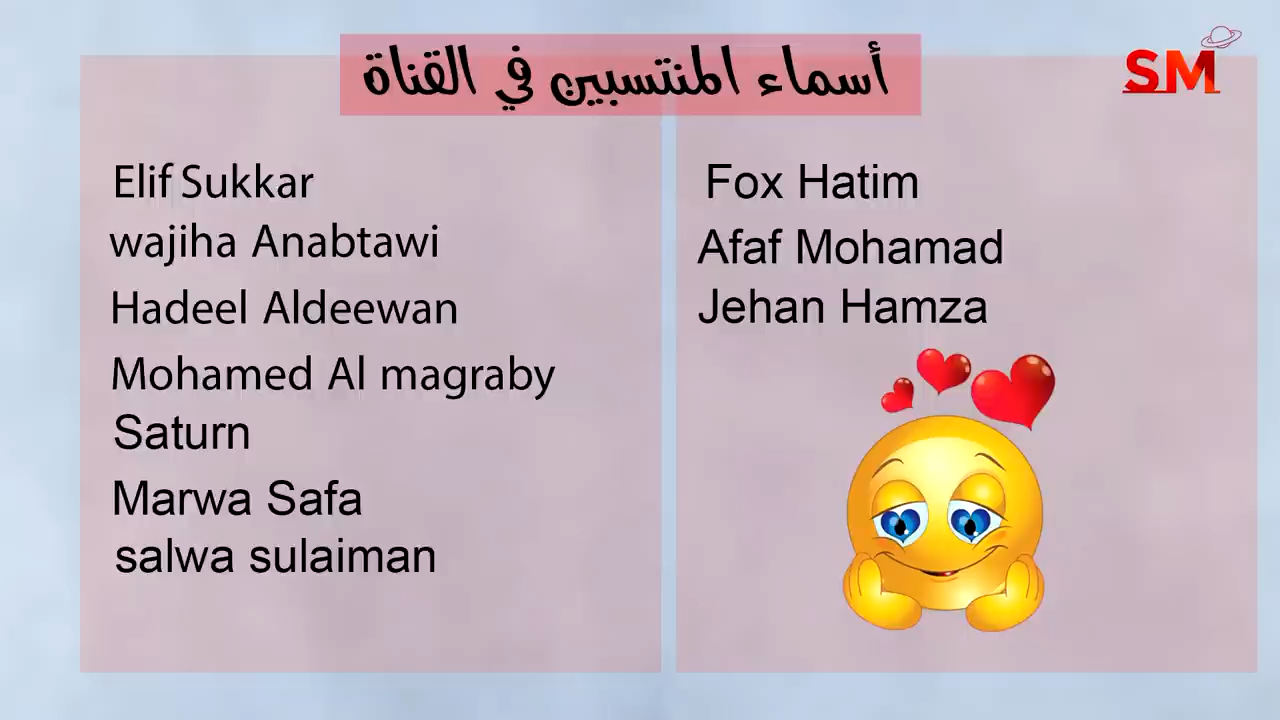 أسماء المنتسبين في القناة
SM
Elif Sukkar
wajiha Anabtawi
Hadeel Aldeewan
Mohamed Al magraby
Saturn
Marwa Safa
salwa sulaiman
Fox Hatim
Afaf Mohamad
Jehan Hamza